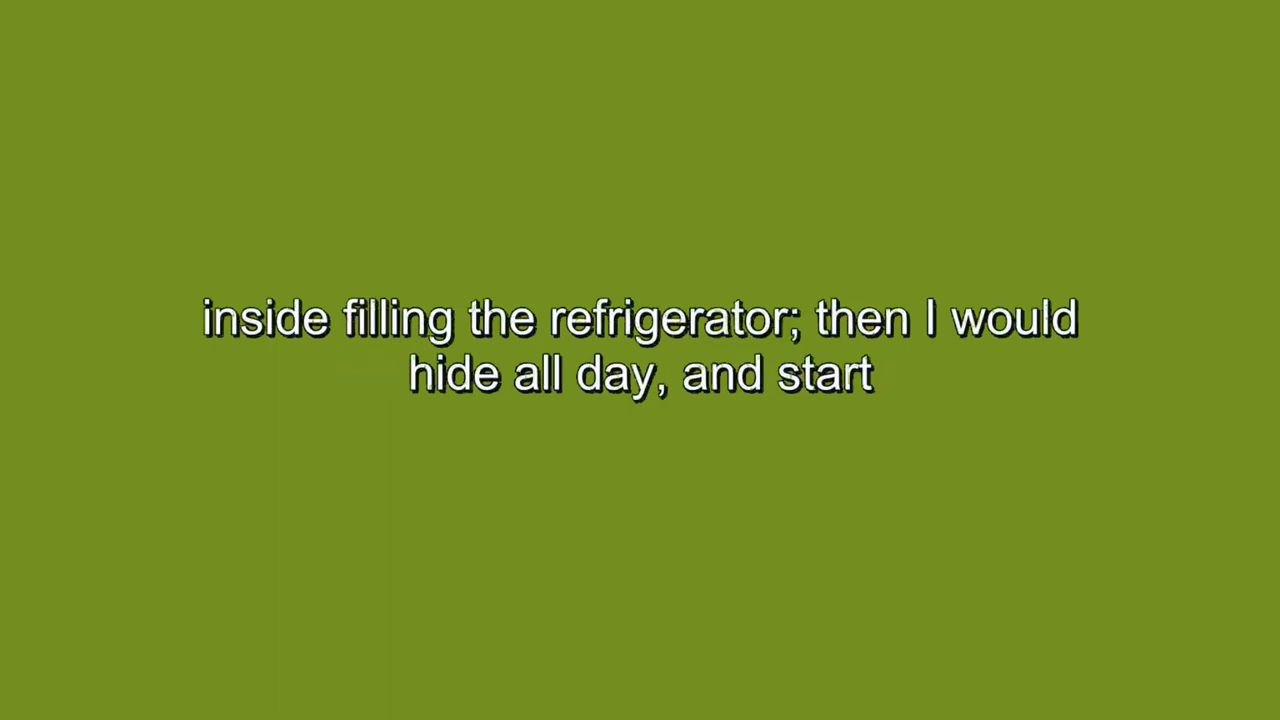 inside filling the refrigerator; then I would
hide all day, and start